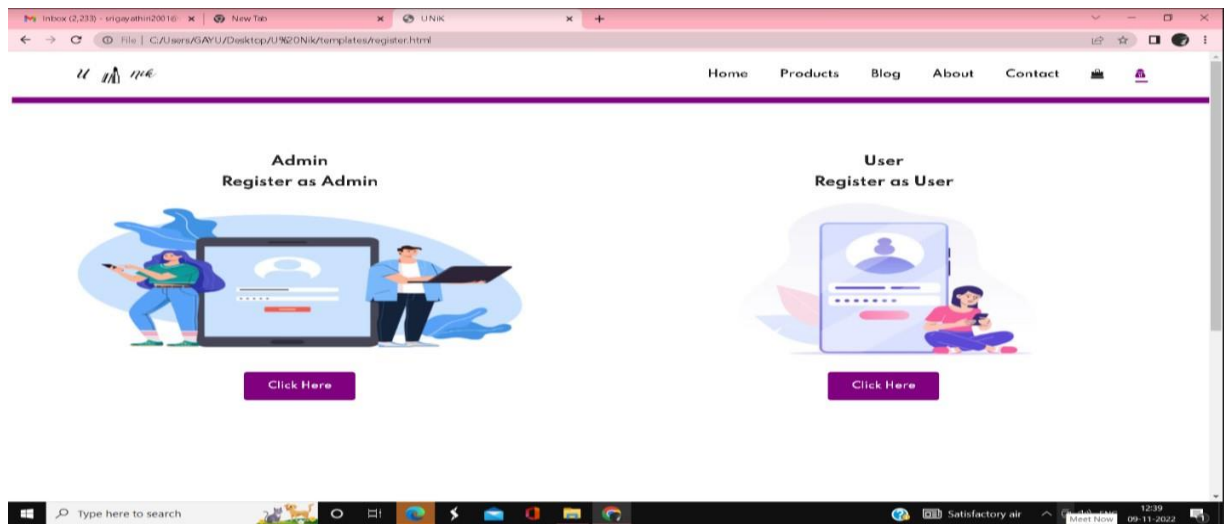 Inbox (2,233) - srigayathiri2001@
New Tab
UNiK
File | C:/Users/GAYU/Desktop/U%20Nik/templates/register.html
U nik
Home Products Blog About Contact
Admin
Register as Admin
User
Register as User
Click Here
Click Here
Type here to search
Satisfactory air
ENG
12:39
Meet Now
09-11-2022